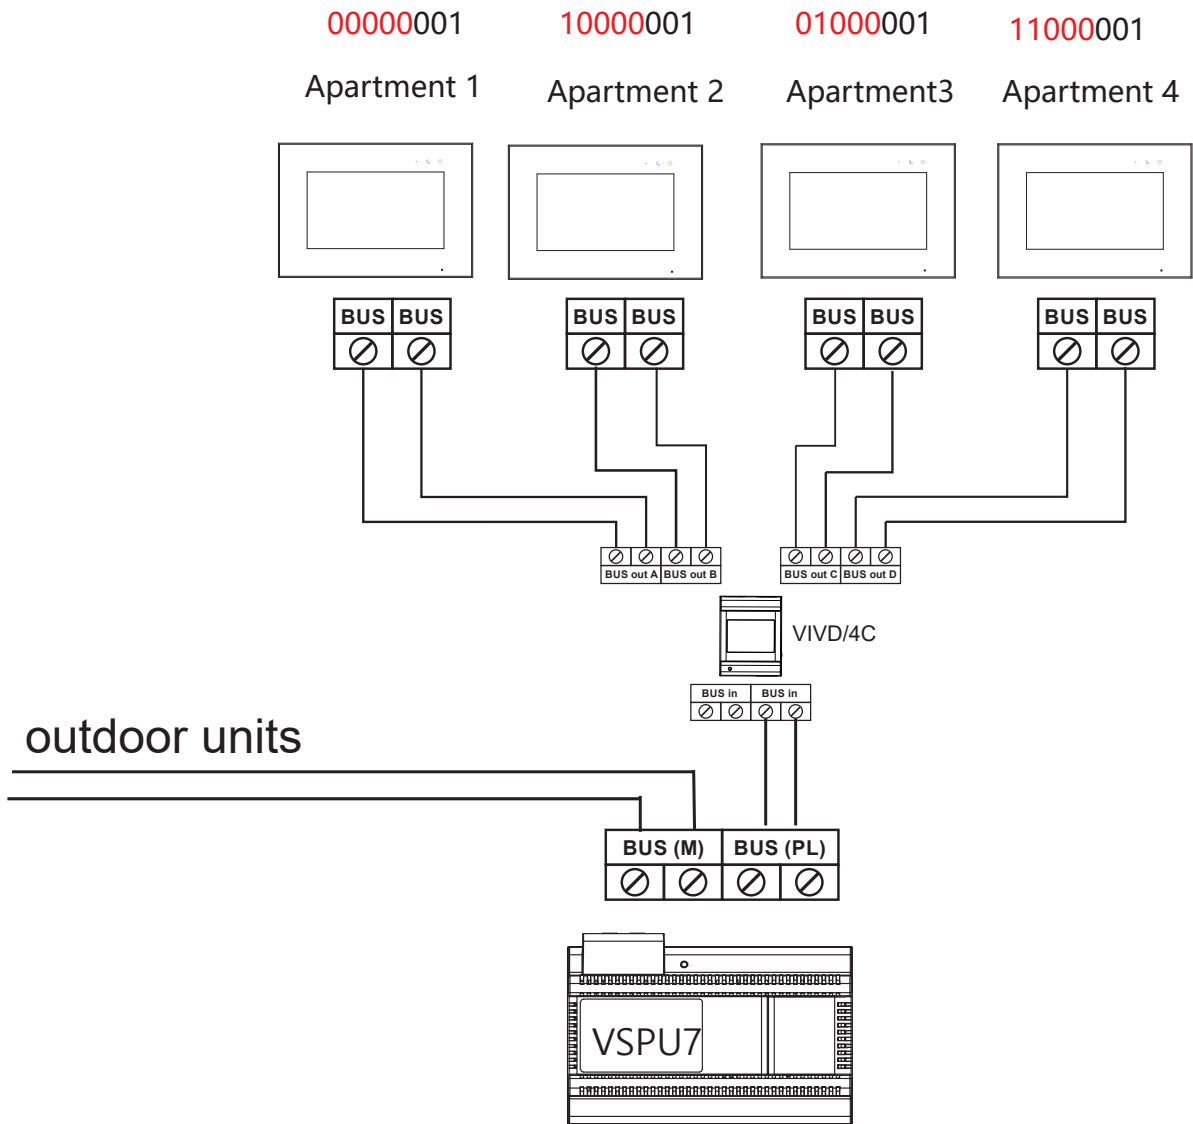 00000001 10000001 01000001 11000001
Apartment 1 Apartment 2 Apartment3 Apartment 4
BUS BUS BUS BUS BUS BUS BUS BUS
BUS out A BUS out B BUS out C BUS out D
VIVD/4C
BUS in BUS in
outdoor units
BUS (M) BUS (PL)
VSPU7